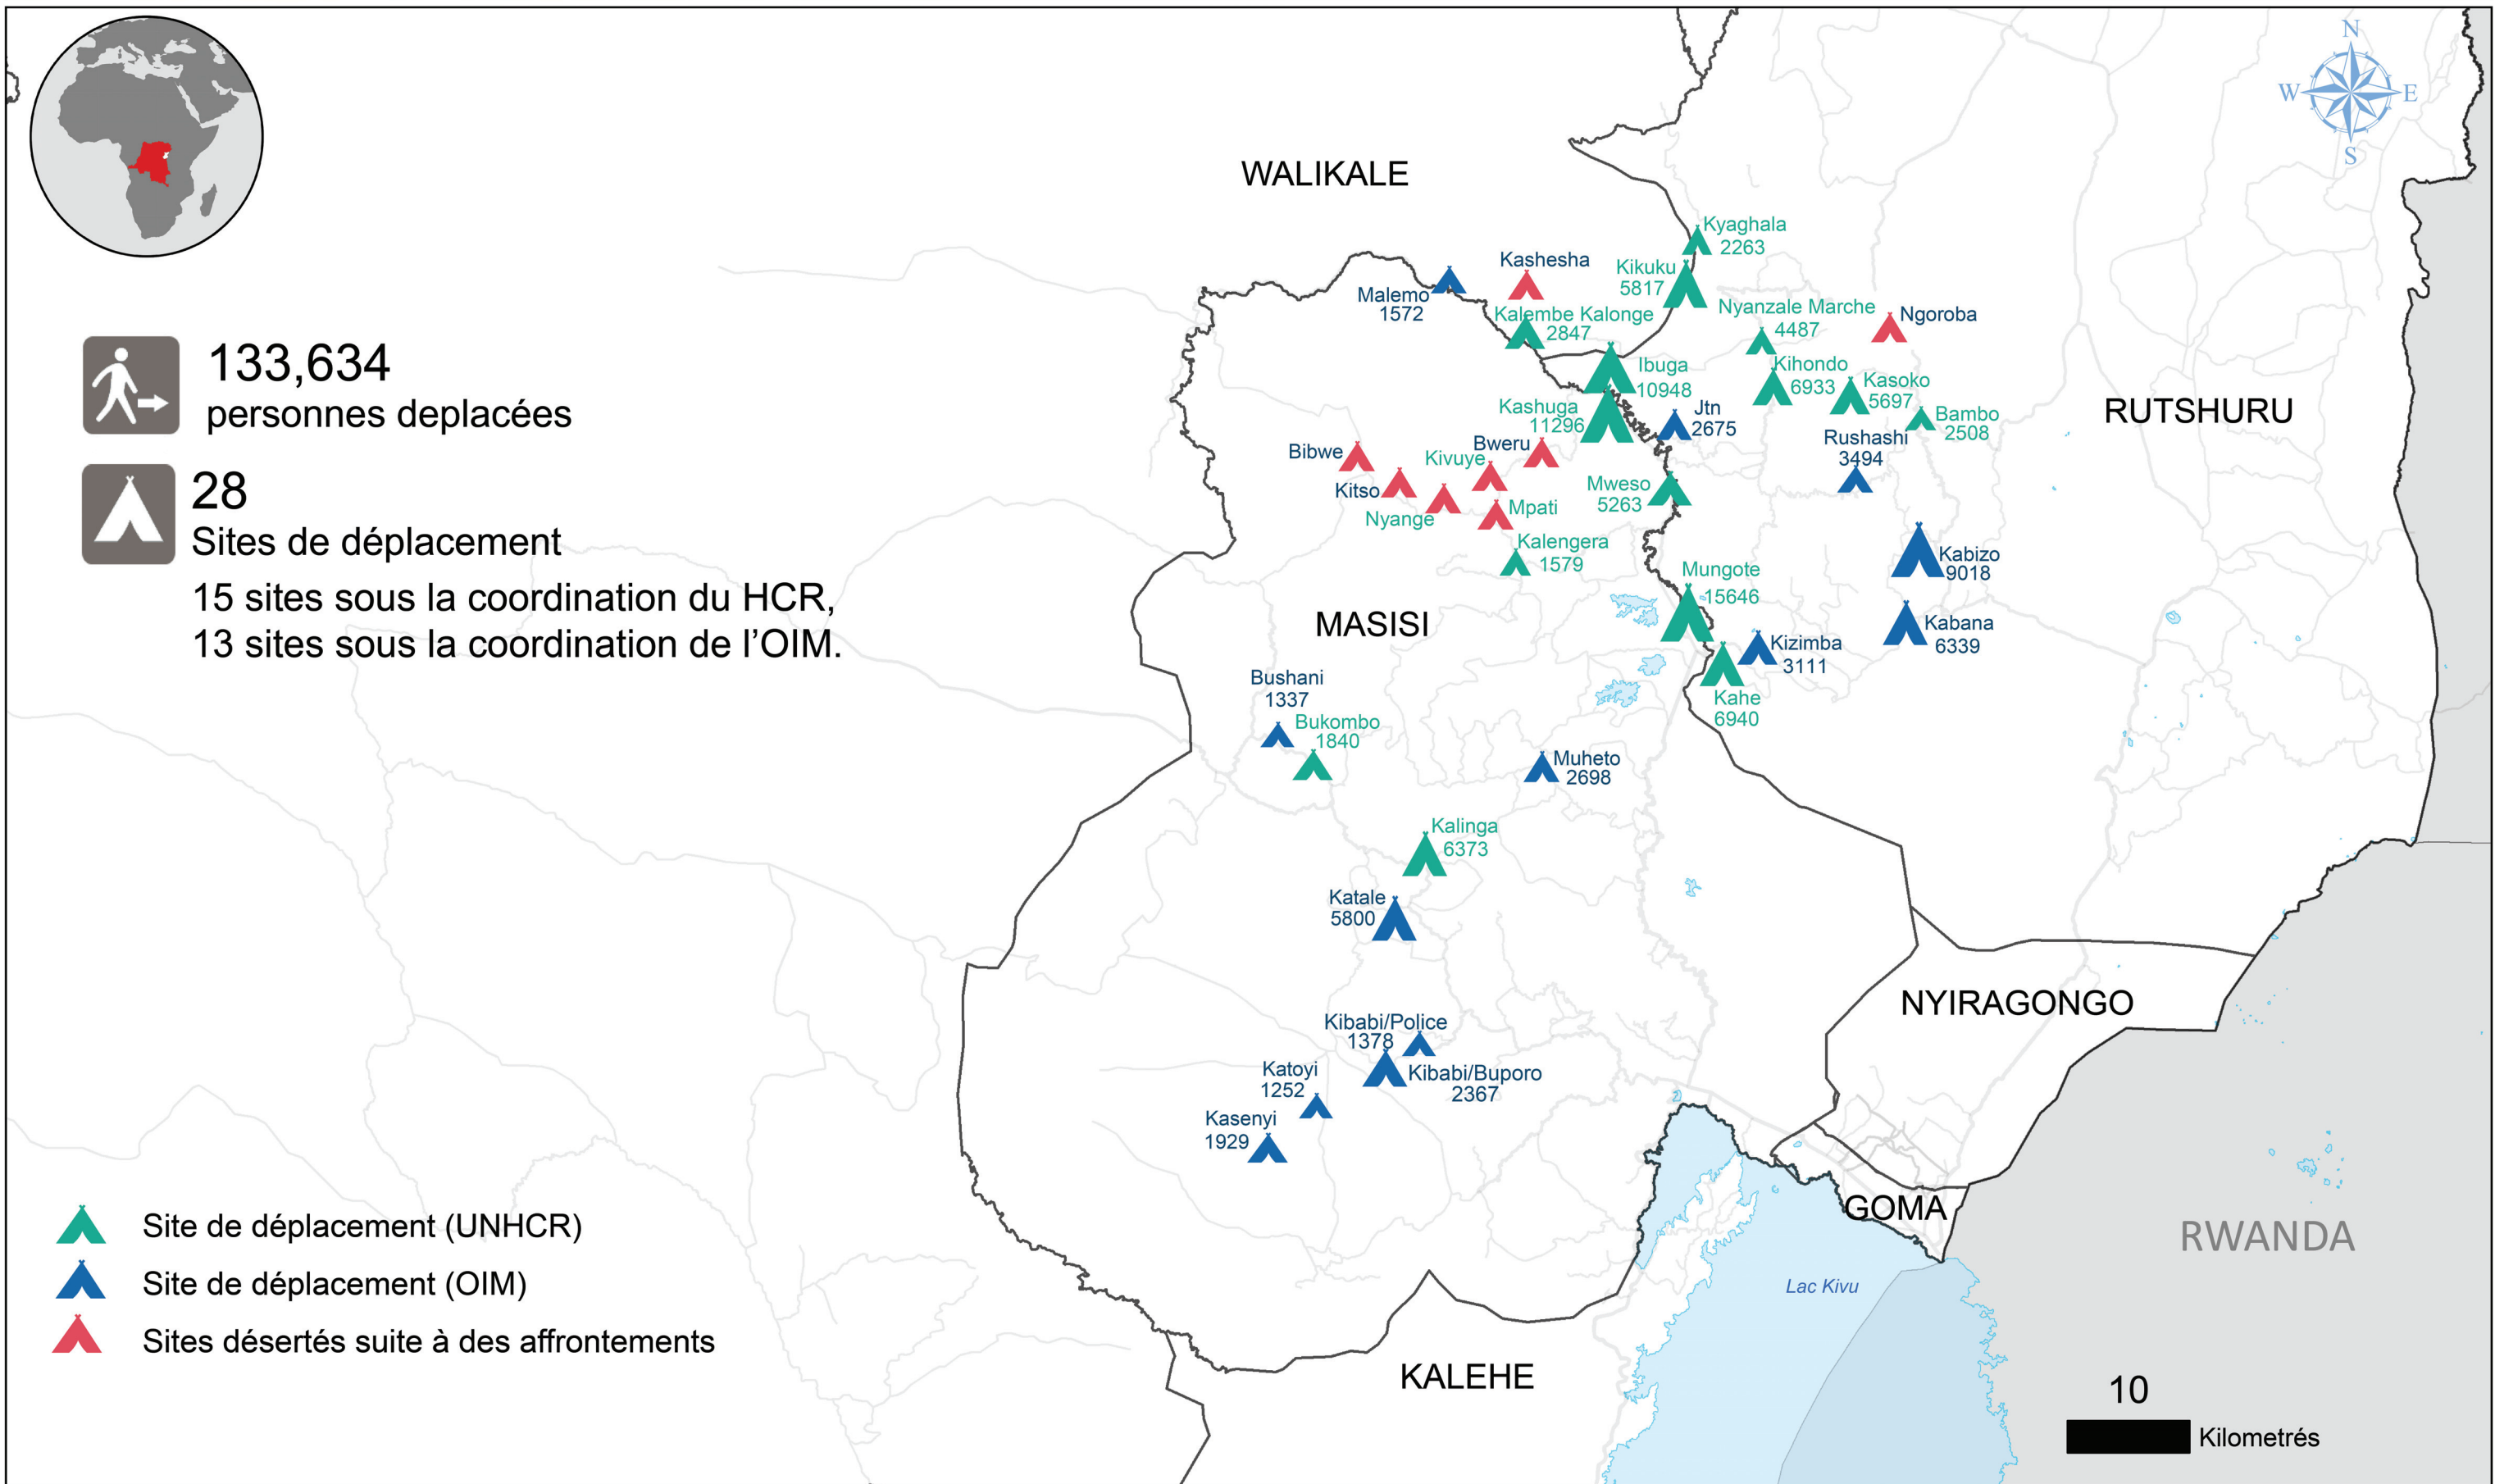 N
W
E
S
133,634
personnes deplacées
28
Sites de déplacement
15 sites sous la coordination du HCR,
13 sites sous la coordination de l’OIM.
WALIKALE
Kyaghala
2263
Kashesha
Kikuku
5817
Malemo
1572
Kalembe Kalonge
2847
Nyanzale Marche
4487
Ngoroba
Ibuga
10948
Kihondo
6933
Kasoko
5697
RUTSHURU
Kashuga
11296
Jtn
2675
Bambo
2508
Bibwe
Kivuye
Bweru
Rushashi
3494
Kitso
Nyange
Mpati
Mweso
5263
Kalengera
1579
Kabizo
9018
Mungote
15646
MASISI
Kizimba
3111
Kabana
6339
Bushani
1337
Bukombo
1840
Kahe
6940
Muheto
2698
Kalinga
6373
Katale
5800
NYIRAGONGO
Kibabi/Police
1378
Kibabi/Buporo
2367
Katoyi
1252
Kasenyi
1929
GOMA
RWANDA
Lac Kivu
KALEHE
Site de déplacement (UNHCR)
Site de déplacement (OIM)
Sites désertés suite à des affrontements
10
Kilometrés